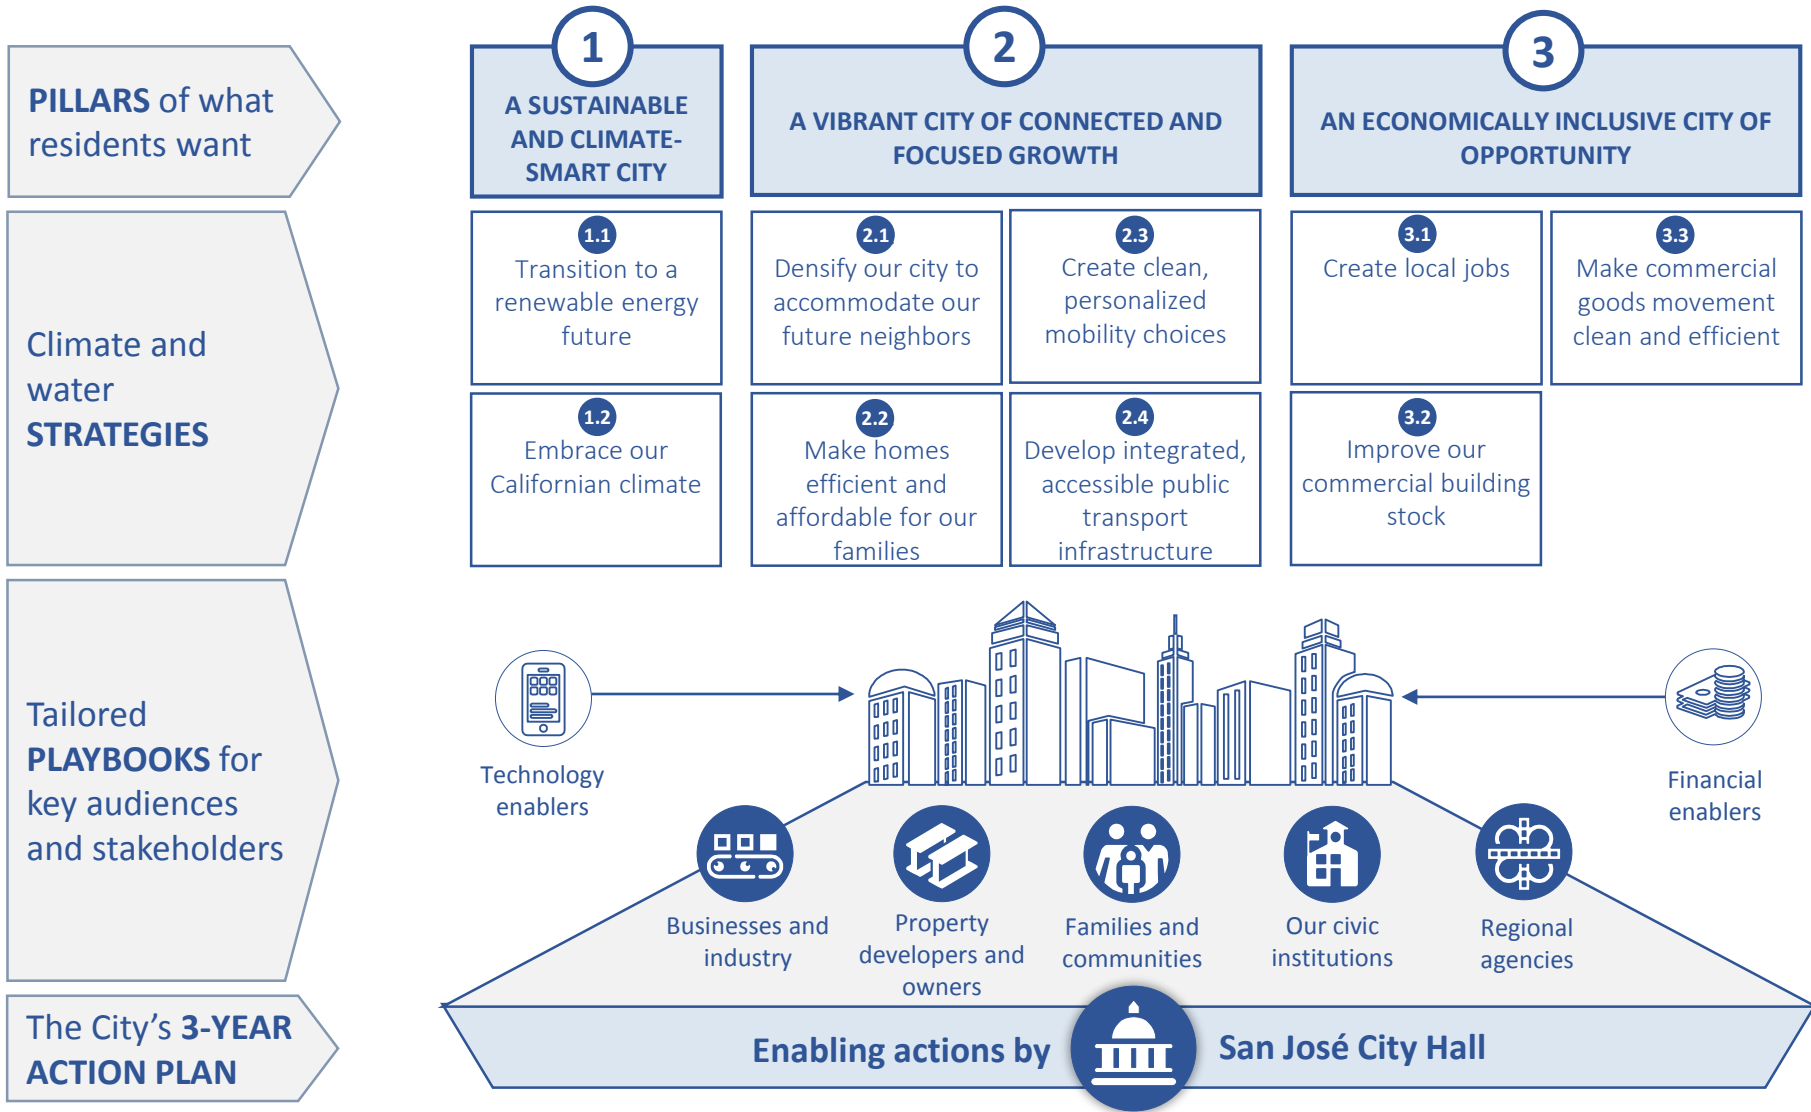 PILLARS of what
residents want
1
A SUSTAINABLE
AND CLIMATE-
SMART CITY
2
A VIBRANT CITY OF CONNECTED AND
FOCUSED GROWTH
3
AN ECONOMICALLY INCLUSIVE CITY OF
OPPORTUNITY
Climate and
water
STRATEGIES
1.1
Transition to a
renewable energy
future
2.1
Densify our city to
accommodate our
future neighbors
2.3
Create clean,
personalized
mobility choices
3.1
Create local jobs
3.3
Make commercial
goods movement
clean and efficient
1.2
Embrace our
Californian climate
2.2
Make homes
efficient and
affordable for our
families
2.4
Develop integrated,
accessible public
transport
infrastructure
3.2
Improve our
commercial building
stock
Tailored
PLAYBOOKS for
key audiences
and stakeholders
Technology
enablers
Financial
enablers
Businesses and
industry
Property
developers and
owners
Families and
communities
Our civic
institutions
Regional
agencies
The City’s 3-YEAR
ACTION PLAN
Enabling actions by
San José City Hall